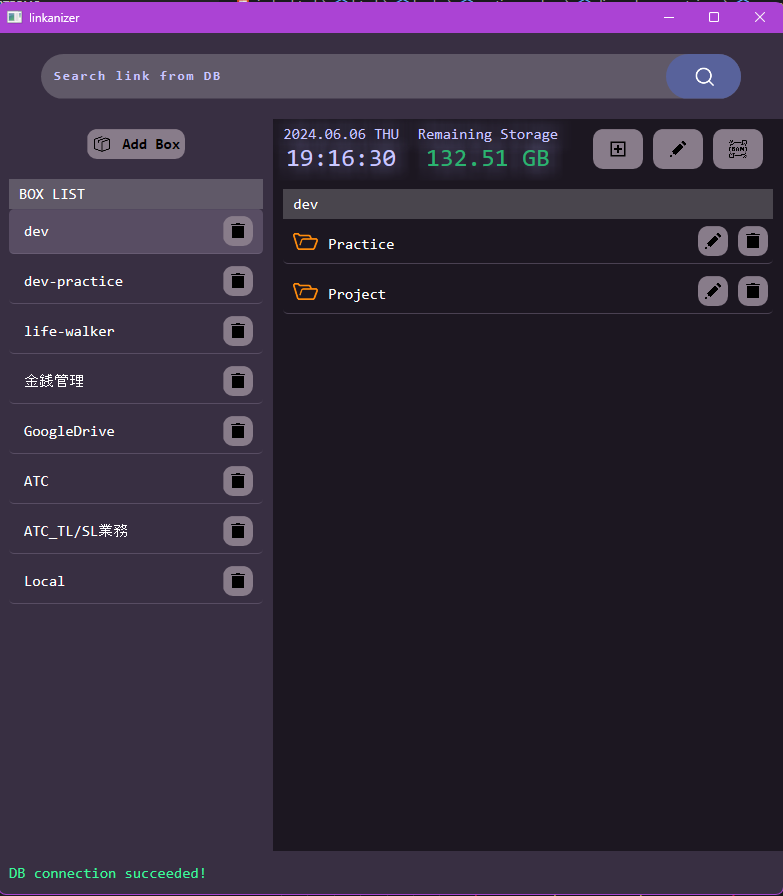 linkanizer
Search link from DB
Add Box
2024.06.06 THU
19:16:30
Remaining Storage
132.51 GB
BOX LIST
dev
dev-practice
life-walker
金銭管理
GoogleDrive
ATC
ATC_TL/SL業務
Local
dev
Practice
Project
DB connection succeeded!